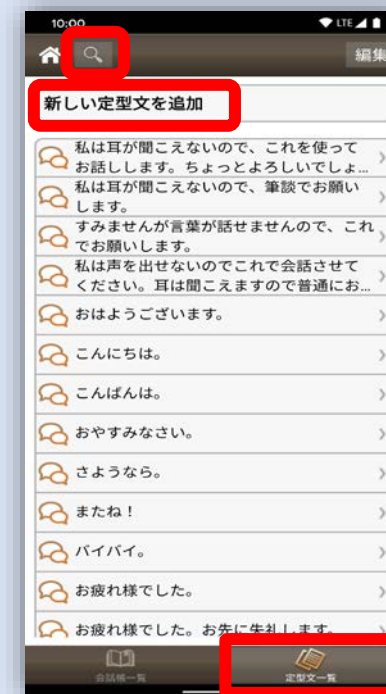 10:00
LTE
編集
新しい定型文を追加
私は耳が聞こえないので、これを使って
お話しします。ちょっとよろしいでしょ...
私は耳が聞こえないので、筆談でお願い
します。
すみませんが言葉が話せませんので、これ
でお願いします。
私は声を出せないのでこれで会話させて
ください。耳は聞こえますので普通にお...
おはようございます。
こんにちは。
こんばんは。
おやすみなさい。
さようなら。
またね！
バイバイ。
お疲れ様でした。
お疲れ様でした。お先に失礼します。
会話帳一覧
定型文一覧